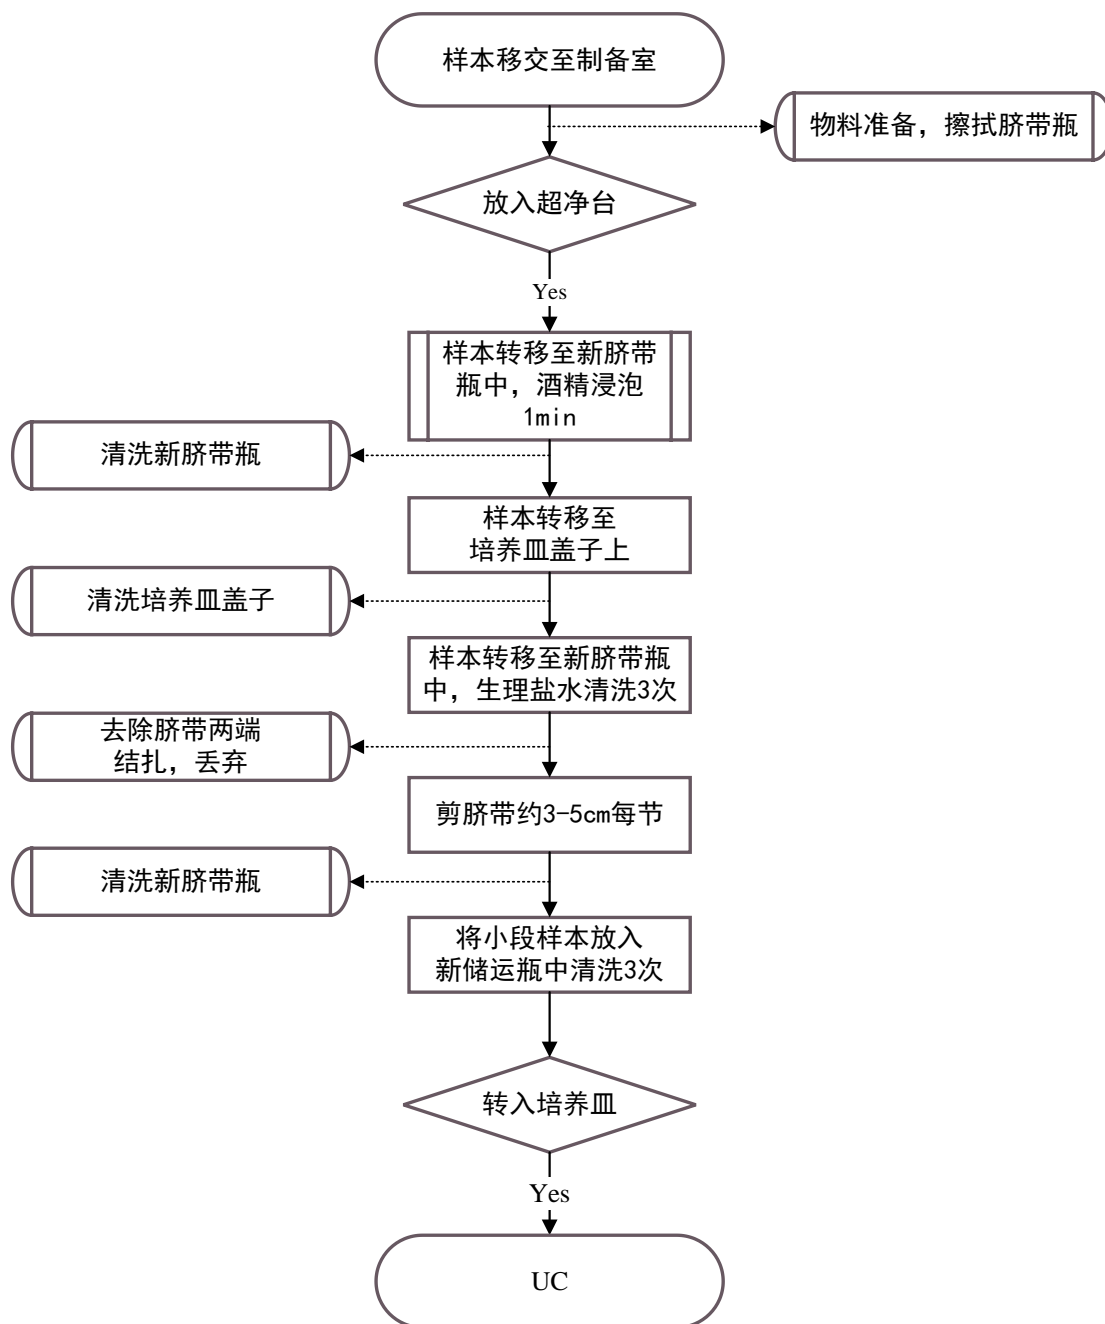 样本移交至制备室
物料准备，擦拭脐带瓶
放入超净台
Yes
样本转移至新脐带
瓶中，酒精浸泡
1min
清洗新脐带瓶
样本转移至
培养皿盖子上
清洗培养皿盖子
样本转移至新脐带瓶
中，生理盐水清洗3次
去除脐带两端
结扎，丢弃
剪脐带约3-5cm每节
清洗新脐带瓶
将小段样本放入
新储运瓶中清洗3次
转入培养皿
Yes
UC